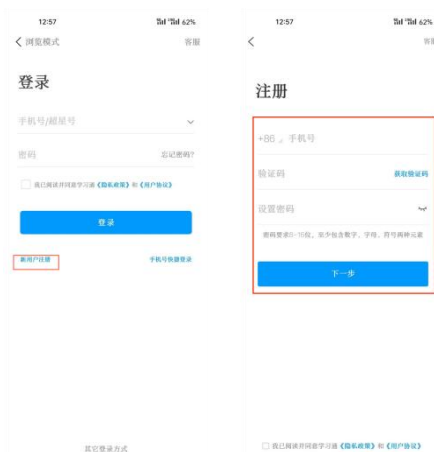 12:57
62%
浏览模式
客服
登录
手机号/超星号
密码
忘记密码?
我已阅读并同意学习通《隐私政策》和《用户协议》
登录
新用户注册
手机号快捷登录
其它登录方式
12:57
62%
客服
注册
+86
手机号
验证码
获取验证码
设置密码
密码要求8-16位，至少包含数字、字母、符号两种元素
下一步
我已阅读并同意学习通《隐私政策》和《用户协议》